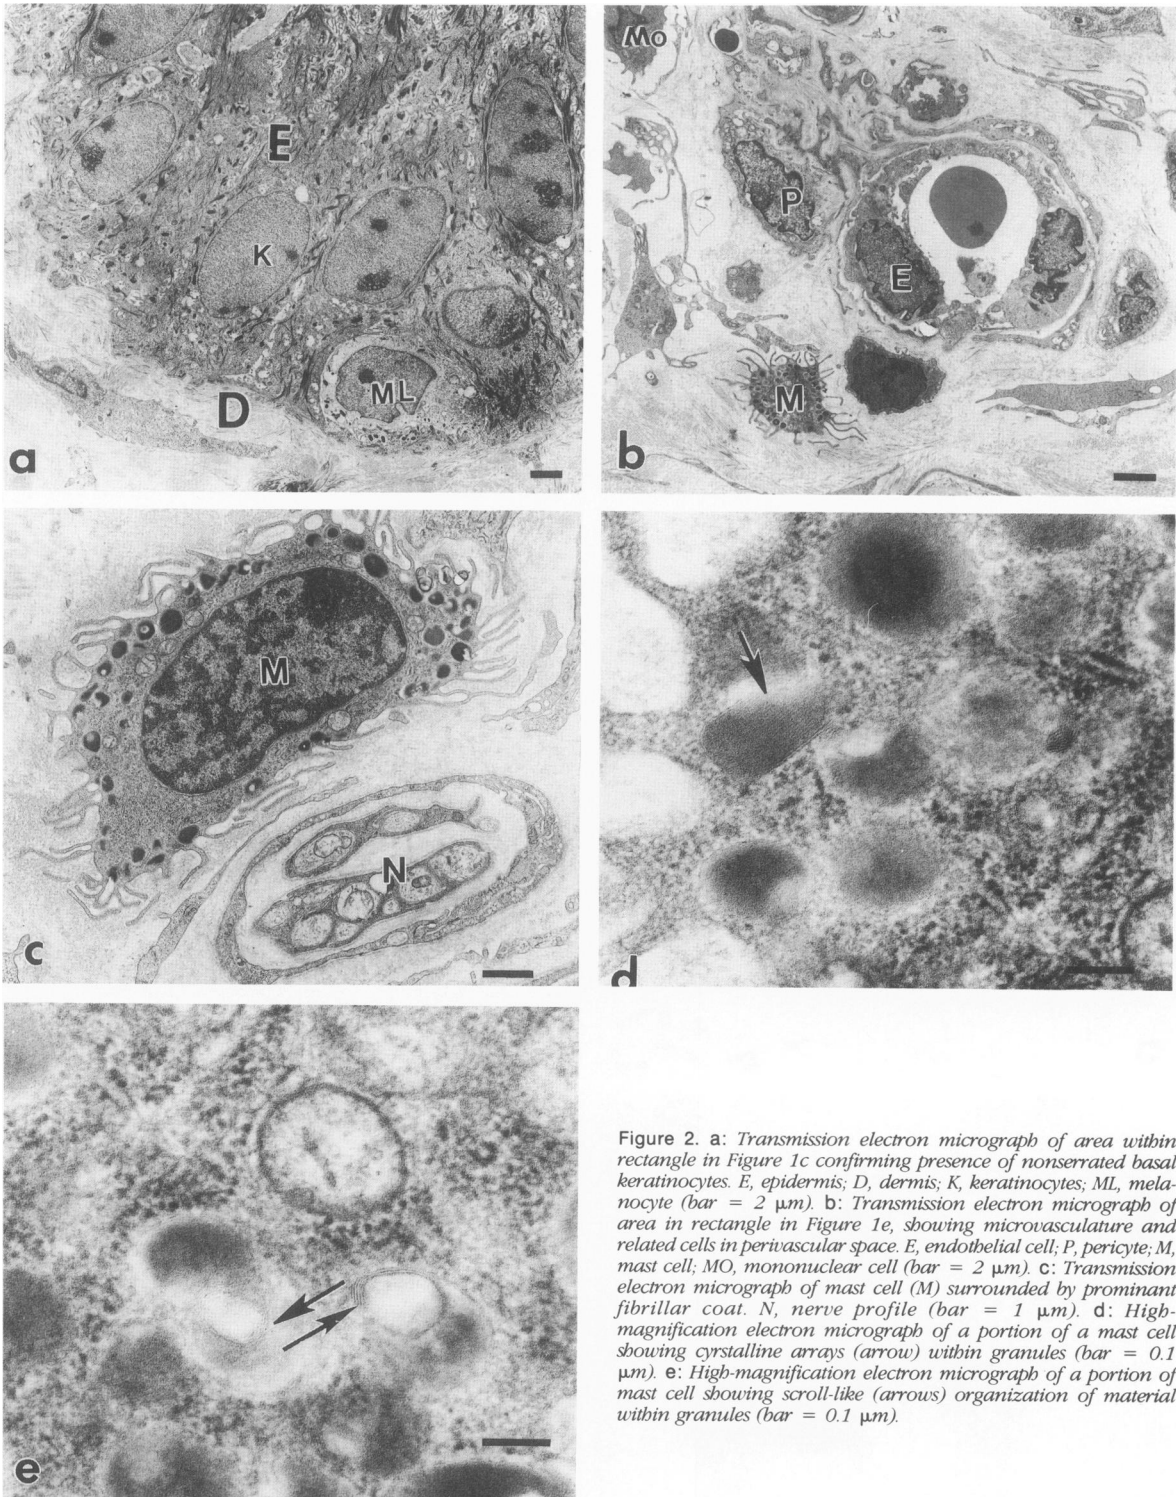 Mo
E
P
K
E
ML
M
D
a
b
M
N
c
d
e
Figure 2. a: Transmission electron micrograph of area within
rectangle in Figure 1c confirming presence of nonserrated basal
keratinocytes. E, epidermis; D, dermis; K, keratinocytes; ML, mela-
nocyte (bar = 2 μm). b: Transmission electron micrograph of
area in rectangle in Figure 1e, showing microvasculature and
related cells in perivascular space. E, endothelial cell; P, pericyte; M,
mast cell; MO, mononuclear cell (bar = 2 μm). c: Transmission
electron micrograph of mast cell (M) surrounded by prominant
fibrillar coat. N, nerve profile (bar = 1 μm). d: High-
magnification electron micrograph of a portion of a mast cell
showing cyrstalline arrays (arrow) within granules (bar = 0.1
μm). e: High-magnification electron micrograph of a portion of
mast cell showing scroll-like (arrows) organization of material
within granules (bar = 0.1 μm).